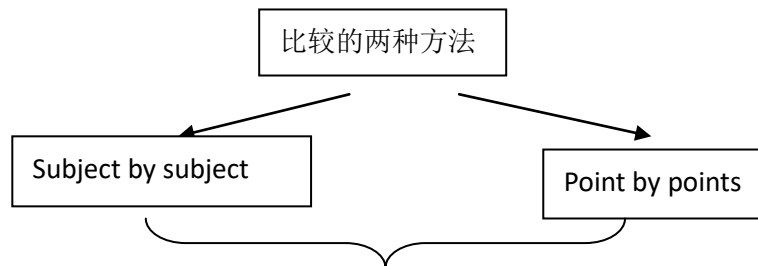 比较的两种方法
Subject by subject
Point by points